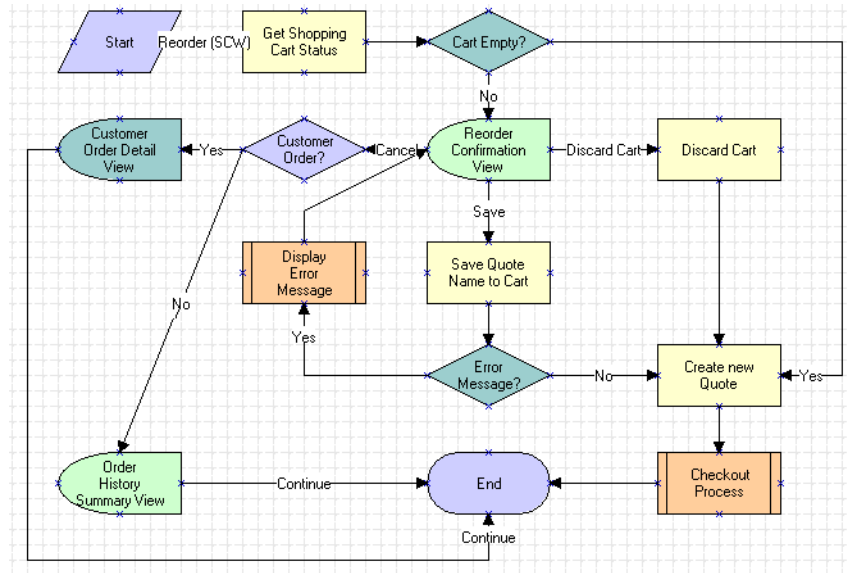 Start
Reorder (SCW)
Get Shopping
Cart Status
Cart Empty?
No
Customer
Order Detail
View
Yes
Customer
Order?
Cancel
Reorder
Confirmation
View
Discard Cart
Discard Cart
Save
Display
Error
Message
Save Quote
Name to Cart
No
Yes
Error
Message?
No
Create new
Quote
Yes
Order
History
Summary View
Continue
End
Checkout
Process
Continue